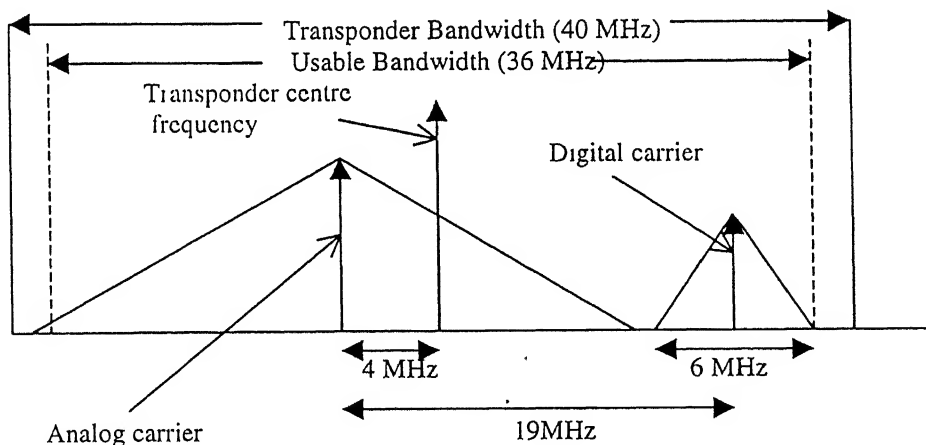 Transponder Bandwidth (40 MHz)
Usable Bandwidth (36 MHz)
Transponder centre
frequency
Digital carrier
4 MHz
6 MHz
19MHz
Analog carrier